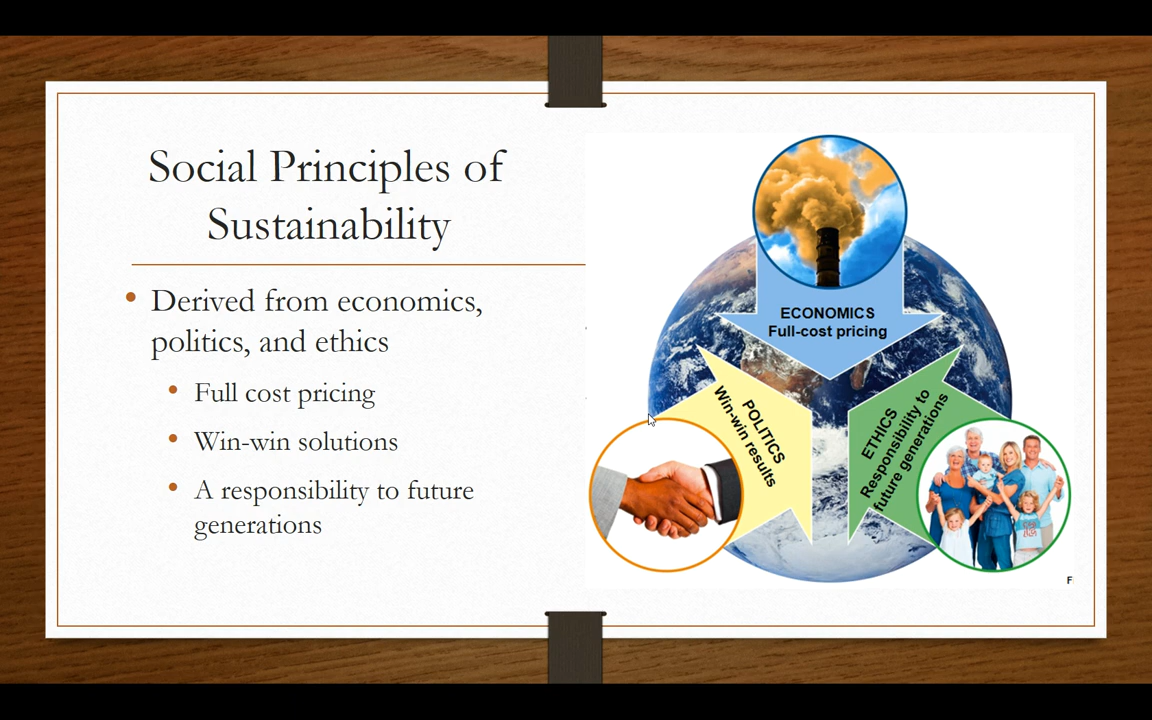 Social Principles of
Sustainability
Derived from economics,
politics, and ethics
Full cost pricing
Win-win solutions
A responsibility to future
generations
ECONOMICS
Full-cost pricing
POLITICS
Win-win results
ETHICS
Responsibility to
future generations
F